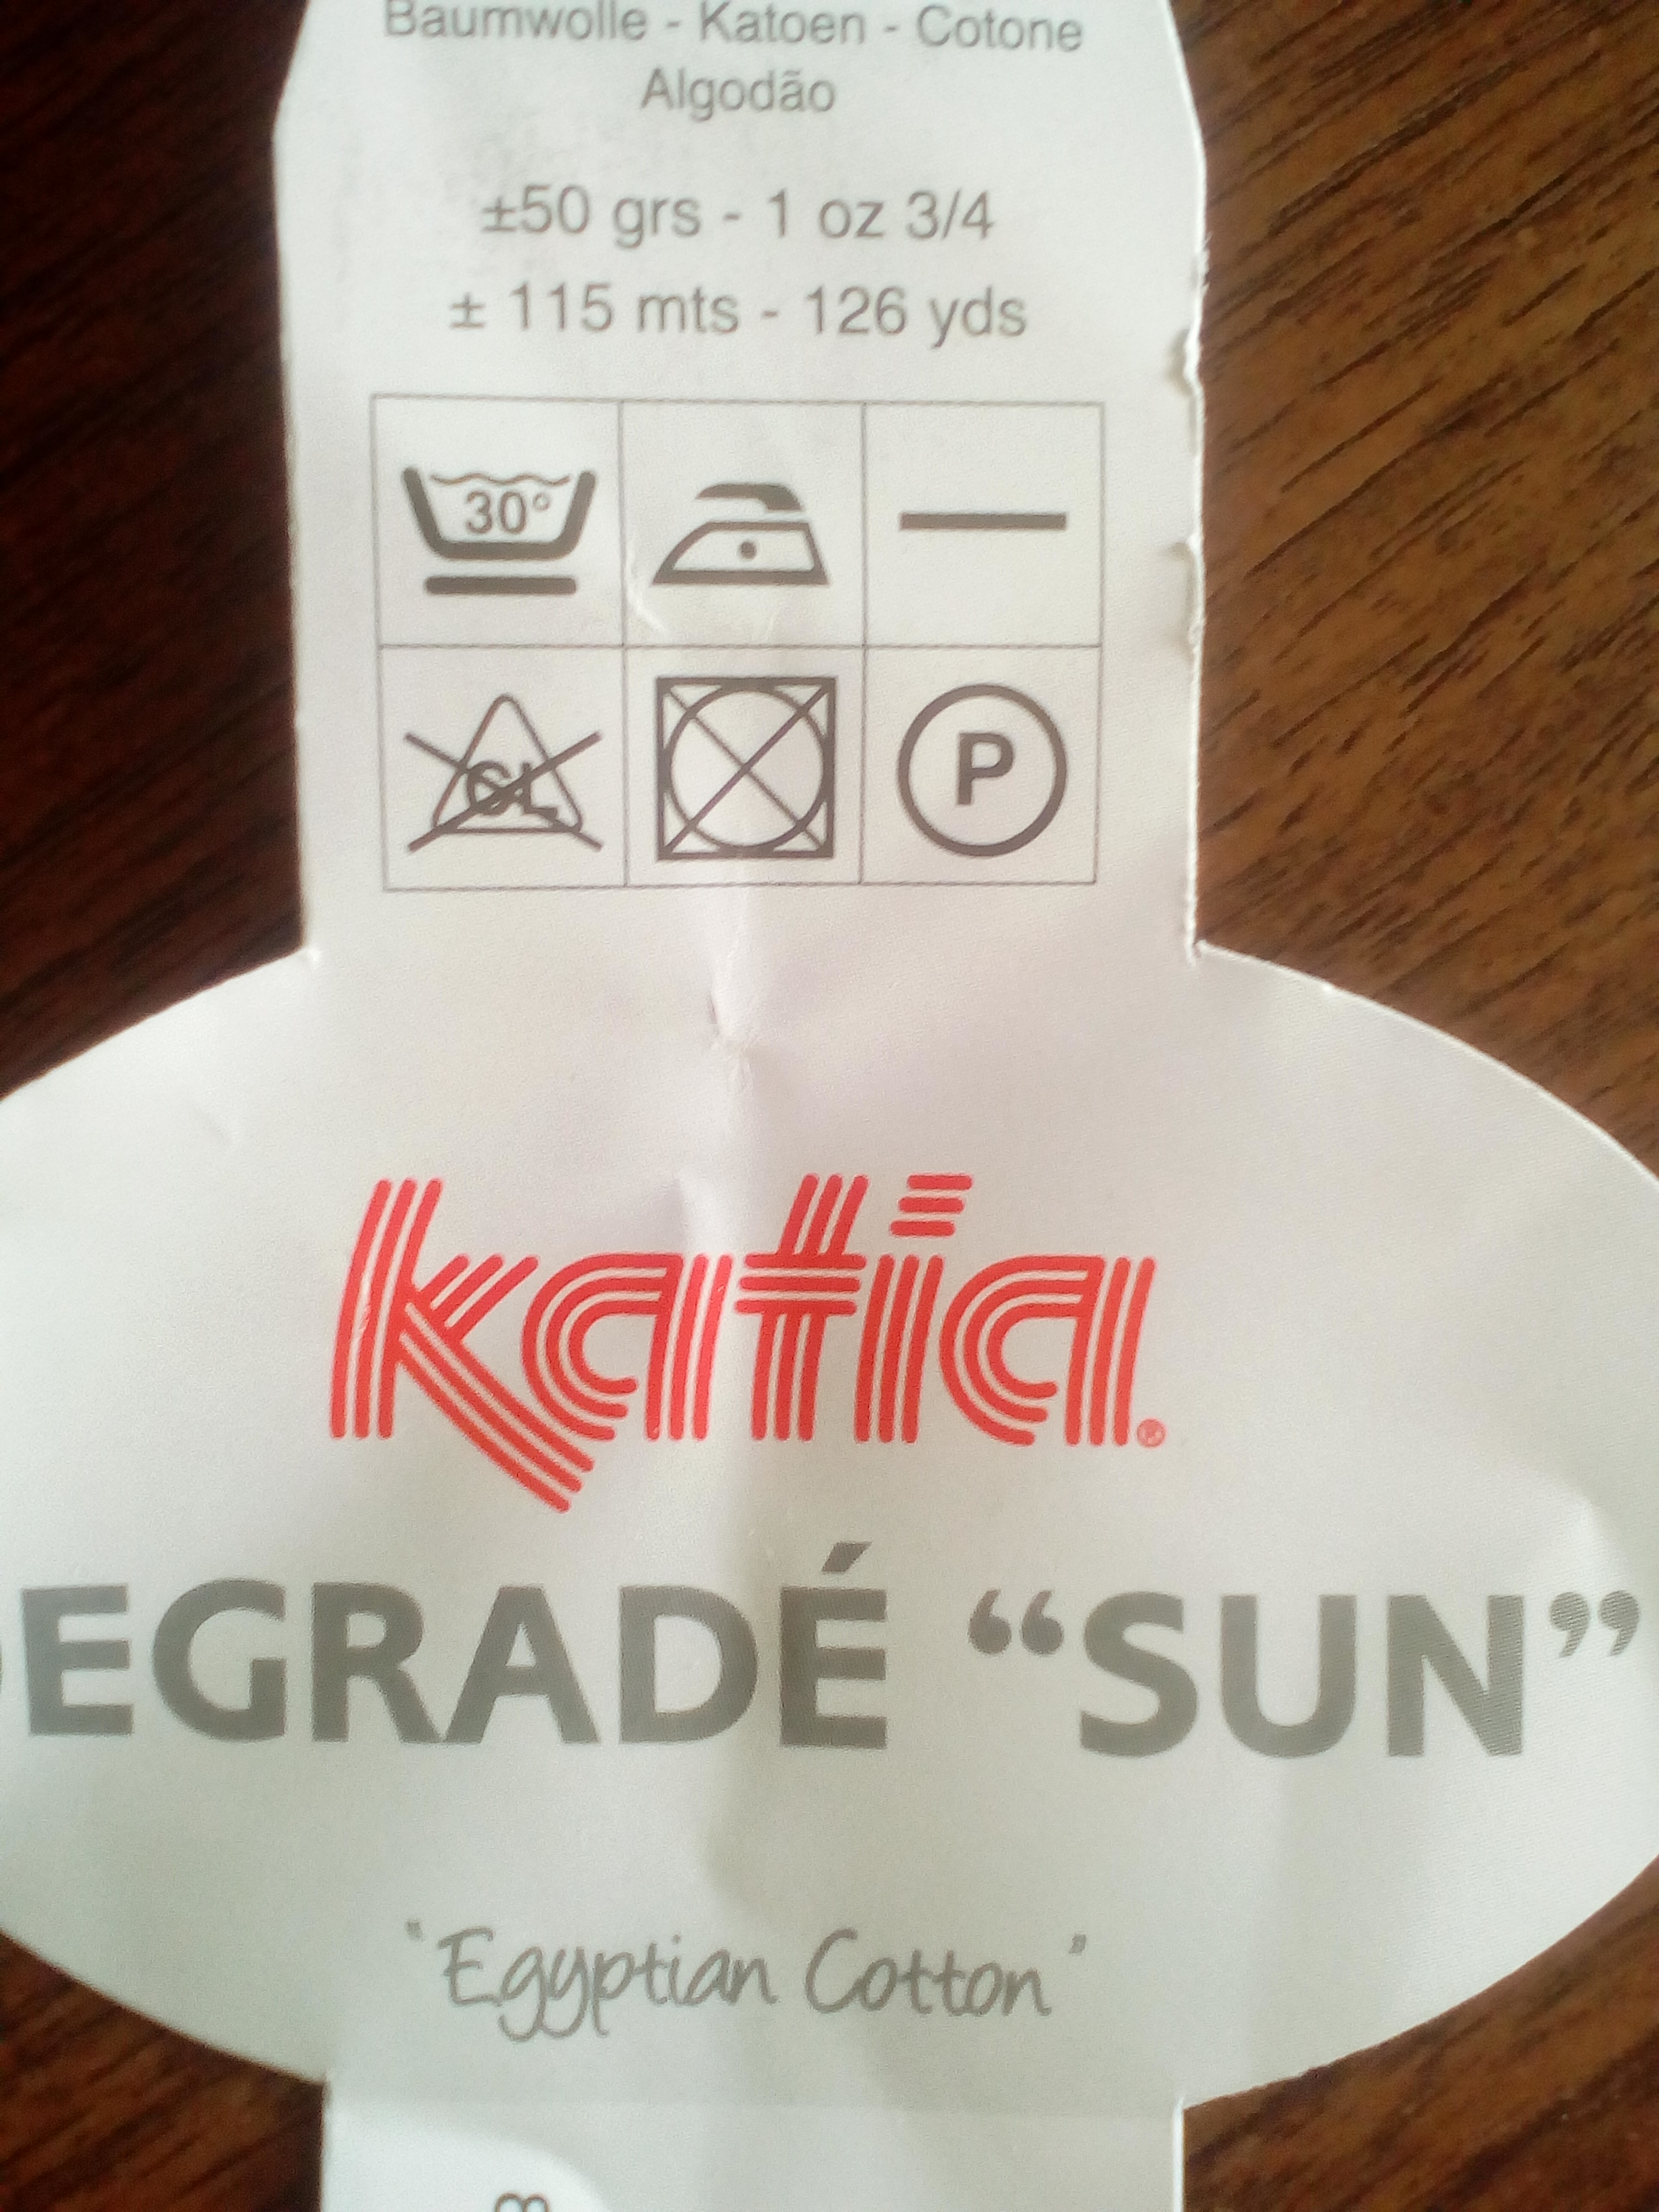 Baumwolle - Katoen - Cotone
Algodão
±50 grs - 1 oz 3/4
± 115 mts - 126 yds
30°
CL
P
katia®
DEGRADÉ “SUN”
"Egyptian Cotton"